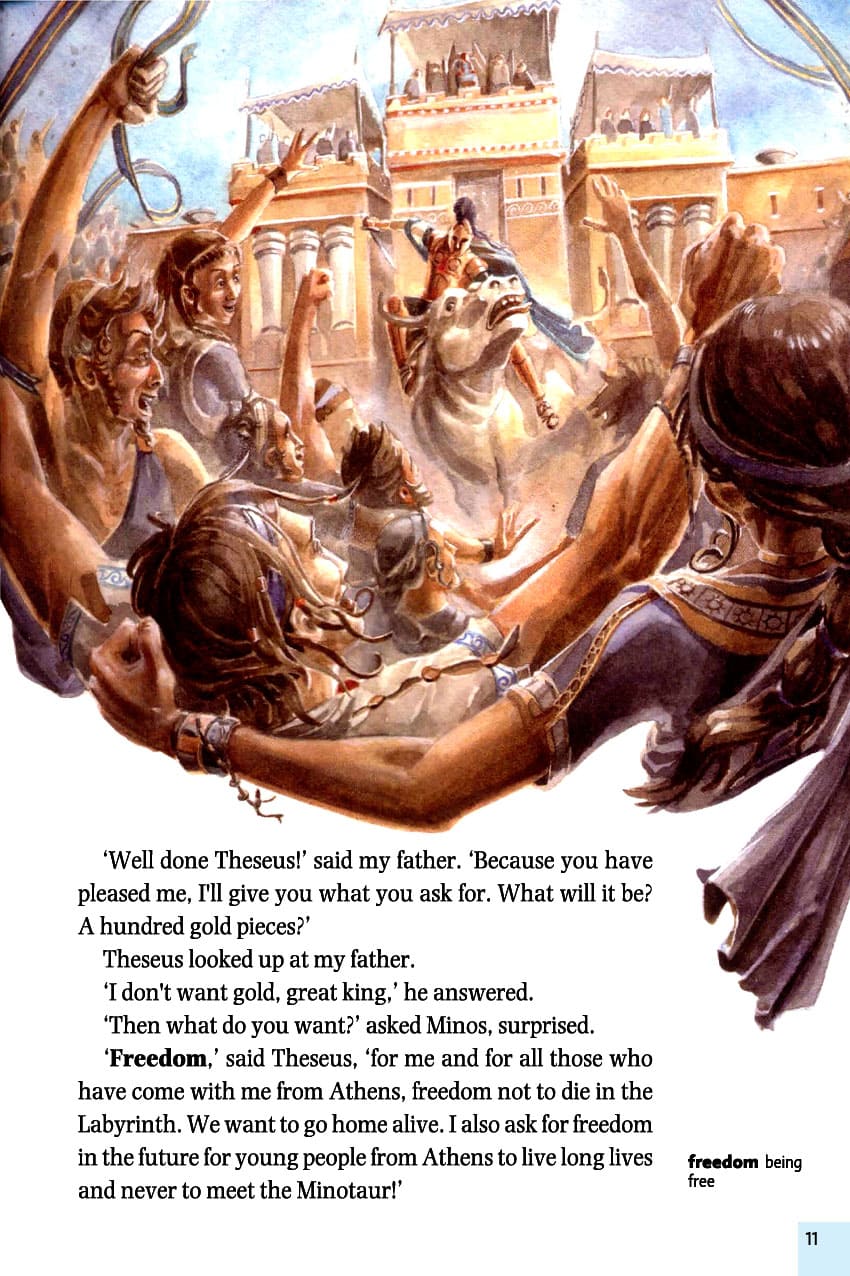 ‘Well done Theseus!’ said my father. ‘Because you have
pleased me, I'll give you what you ask for. What will it be?
A hundred gold pieces?’
Theseus looked up at my father.
‘I don't want gold, great king,’ he answered.
‘Then what do you want?’ asked Minos, surprised.
‘Freedom,’ said Theseus, ‘for me and for all those who
have come with me from Athens, freedom not to die in the
Labyrinth. We want to go home alive. I also ask for freedom
in the future for young people from Athens to live long lives
and never to meet the Minotaur!’
freedom being
free
11